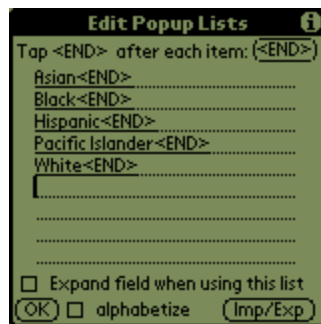 Edit Popup Lists i
Tap <END> after each item: (<END>)
Asian<END>
Black<END>
Hispanic<END>
Pacific Islander<END>
White<END>
Expand field when using this list
OK alphabetize Imp/Exp